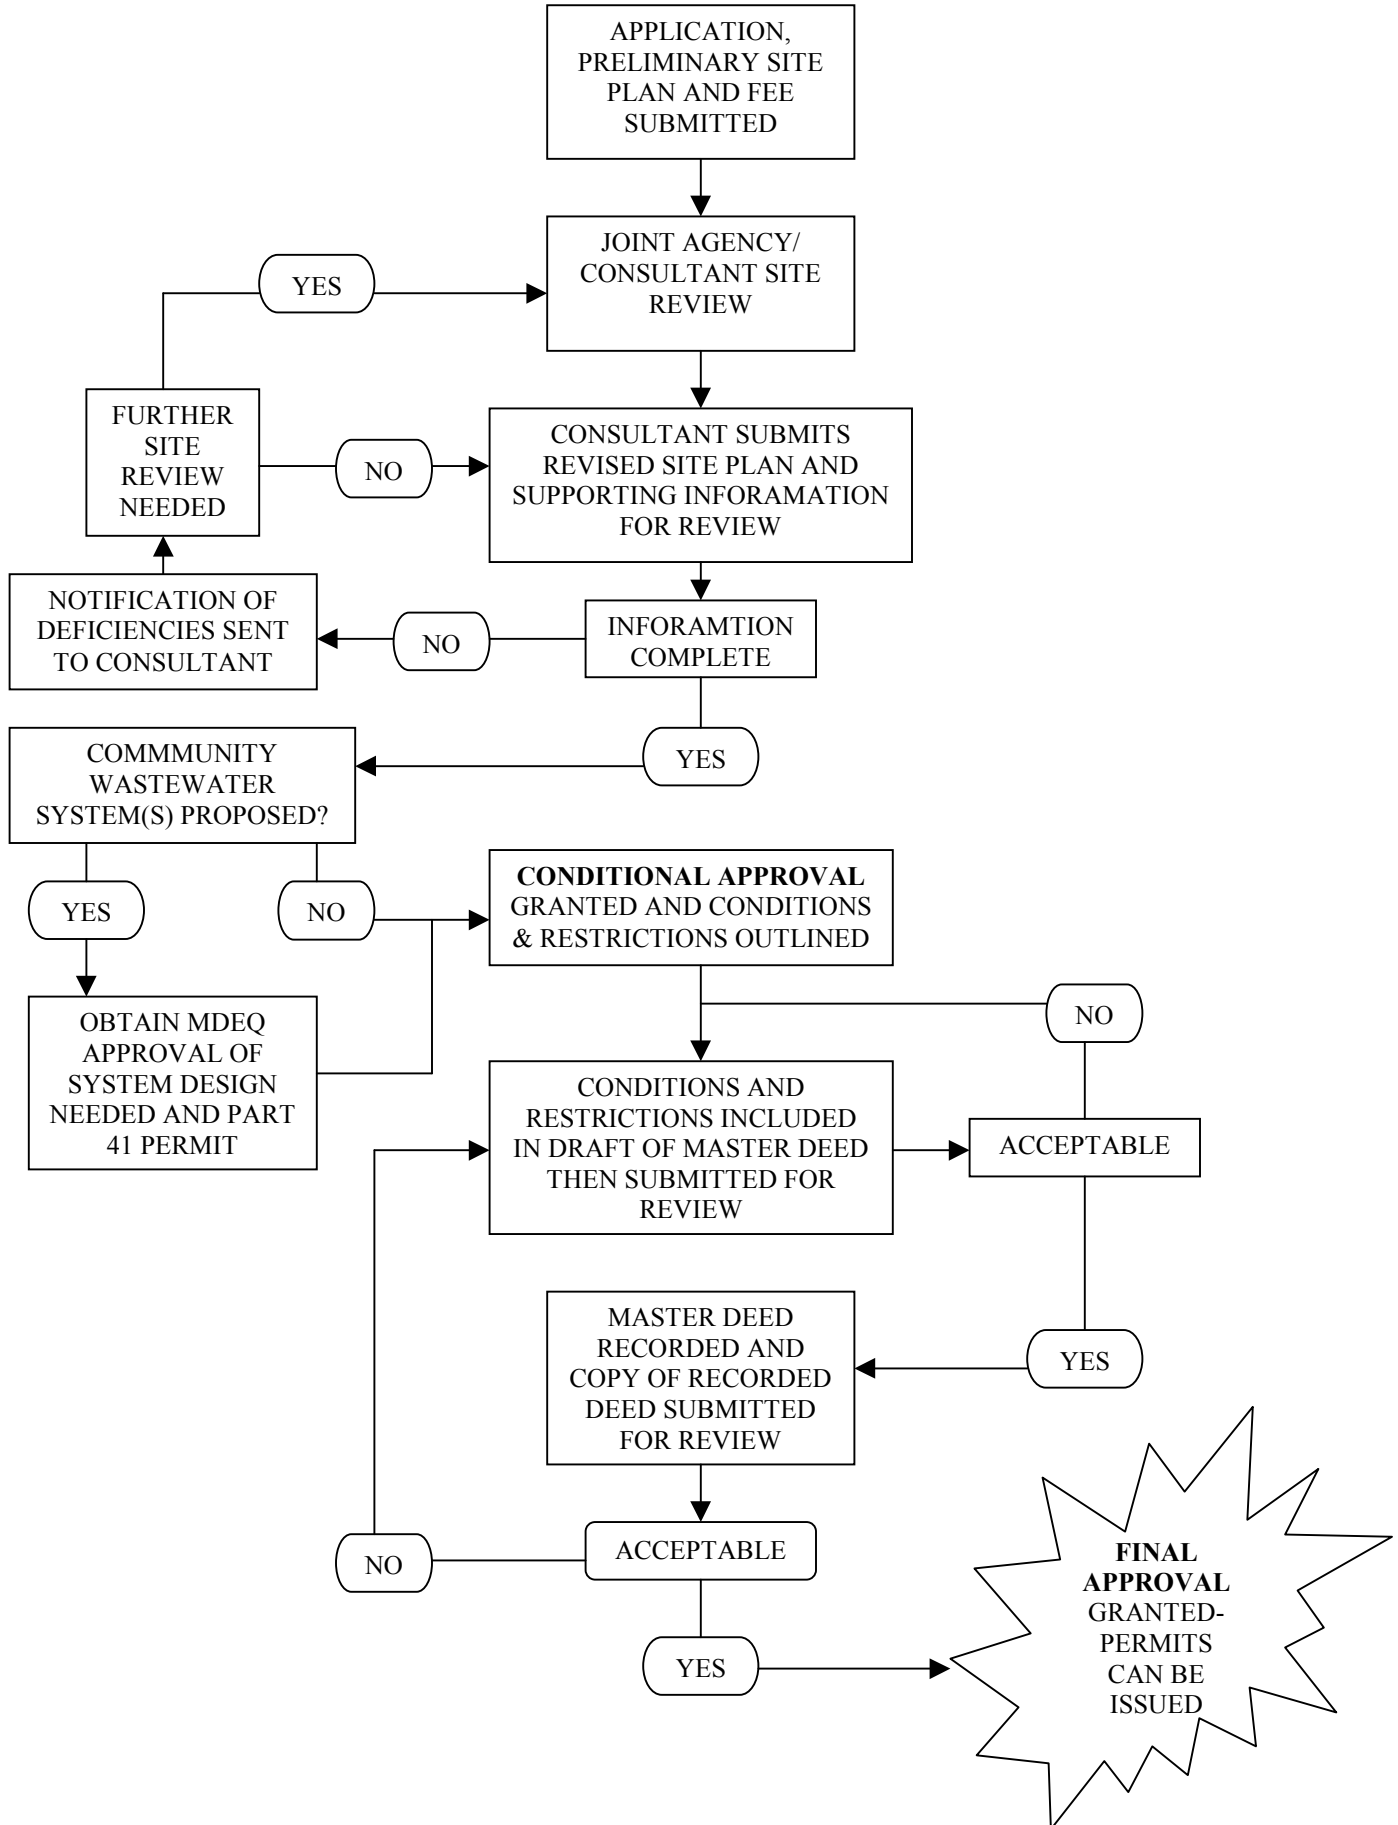 APPLICATION,
PRELIMINARY SITE
PLAN AND FEE
SUBMITTED
JOINT AGENCY/
CONSULTANT SITE
REVIEW
YES
FURTHER
SITE
REVIEW
NEEDED
NO
CONSULTANT SUBMITS
REVISED SITE PLAN AND
SUPPORTING INFORAMATION
FOR REVIEW
NOTIFICATION OF
DEFICIENCIES SENT
TO CONSULTANT
NO
INFORAMTION
COMPLETE
YES
COMMMUNITY
WASTEWATER
SYSTEM(S) PROPOSED?
YES
NO
CONDITIONAL APPROVAL
GRANTED AND CONDITIONS
& RESTRICTIONS OUTLINED
OBTAIN MDEQ
APPROVAL OF
SYSTEM DESIGN
NEEDED AND PART
41 PERMIT
NO
CONDITIONS AND
RESTRICTIONS INCLUDED
IN DRAFT OF MASTER DEED
THEN SUBMITTED FOR
REVIEW
ACCEPTABLE
YES
MASTER DEED
RECORDED AND
COPY OF RECORDED
DEED SUBMITTED
FOR REVIEW
NO
ACCEPTABLE
YES
FINAL
APPROVAL
GRANTED-
PERMITS
CAN BE
ISSUED